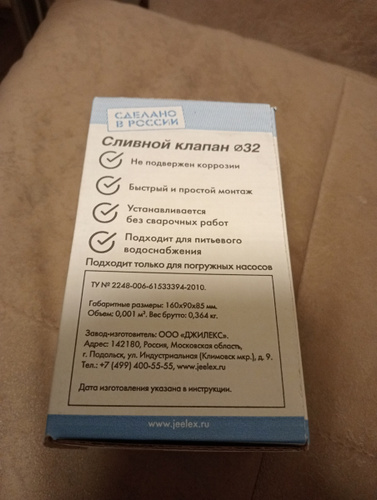 СДЕЛАНО
В РОССИИ
Сливной клапан ⌀32
Не подвержен коррозии
Быстрый и простой монтаж
Устанавливается
без сварочных работ
Подходит для питьевого
водоснабжения
Подходит только для погружных насосов
ТУ № 2248-006-61533394-2010.
Габаритные размеры: 160х90х85 мм.
Объем: 0,001 м³. Вес брутто: 0,364 кг.
Завод-изготовитель: ООО «ДЖИЛЕКС».
Адрес: 142180, Россия, Московская область,
г. Подольск, ул. Индустриальная (Климовск мкр.), д. 9.
Тел.: +7 (499) 400-55-55, www.jeelex.ru
Дата изготовления указана в инструкции.
www.jeelex.ru